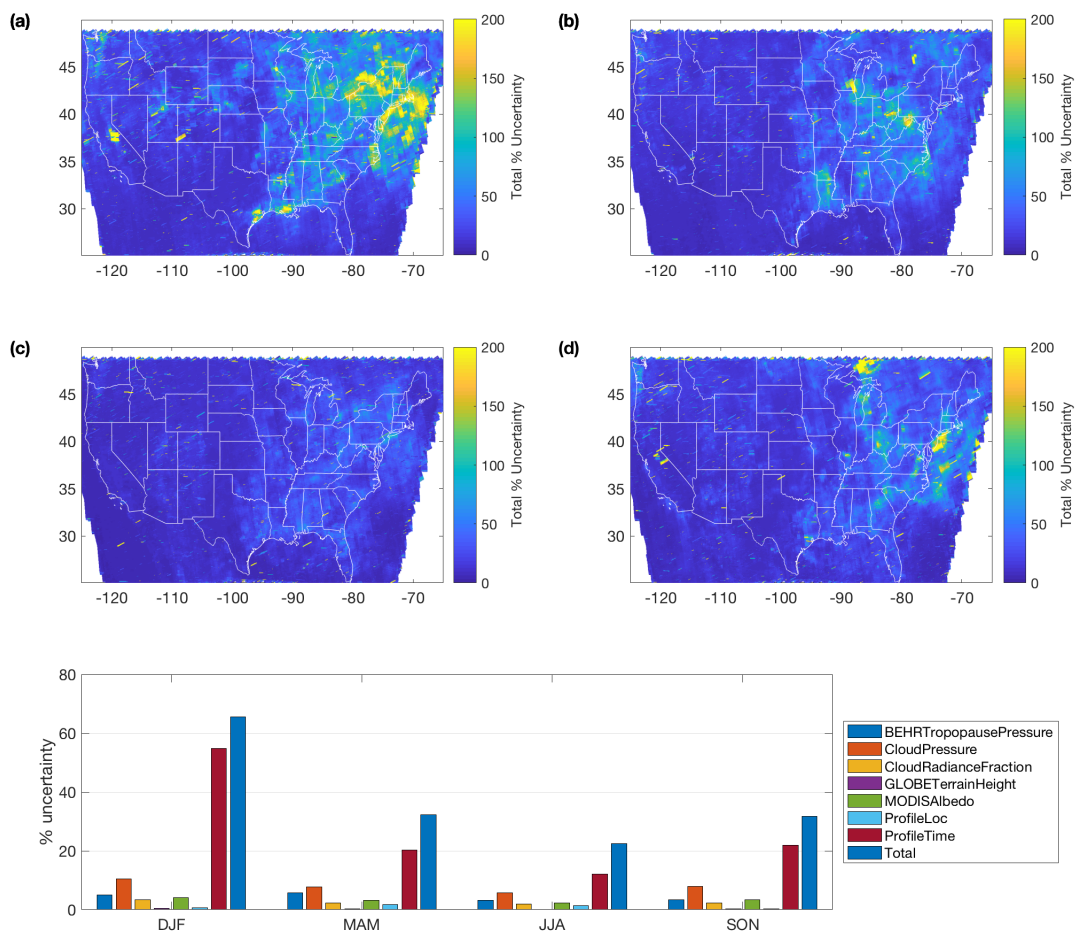 (a)
200
150
100
50
0
Total % Uncertainty
45
40
35
30
-120 -110 -100 -90 -80 -70
(b)
200
150
100
50
0
Total % Uncertainty
45
40
35
30
-120 -110 -100 -90 -80 -70
(c)
200
150
100
50
0
Total % Uncertainty
45
40
35
30
-120 -110 -100 -90 -80 -70
(d)
200
150
100
50
0
Total % Uncertainty
45
40
35
30
-120 -110 -100 -90 -80 -70
80
60
40
20
0
% uncertainty
DJF MAM JJA SON
BEHRTropopausePressure
CloudPressure
CloudRadianceFraction
GLOBETerrainHeight
MODISAlbedo
ProfileLoc
ProfileTime
Total